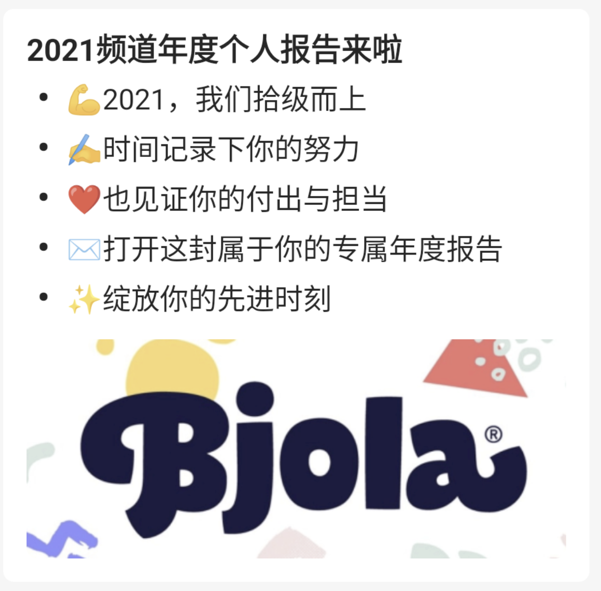 2021频道年度个人报告来啦
• 💪2021，我们拾级而上
• ✍️时间记录下你的努力
• ❤️也见证你的付出与担当
• ✉️打开这封属于你的专属年度报告
• ✨绽放你的先进时刻
Bjola®